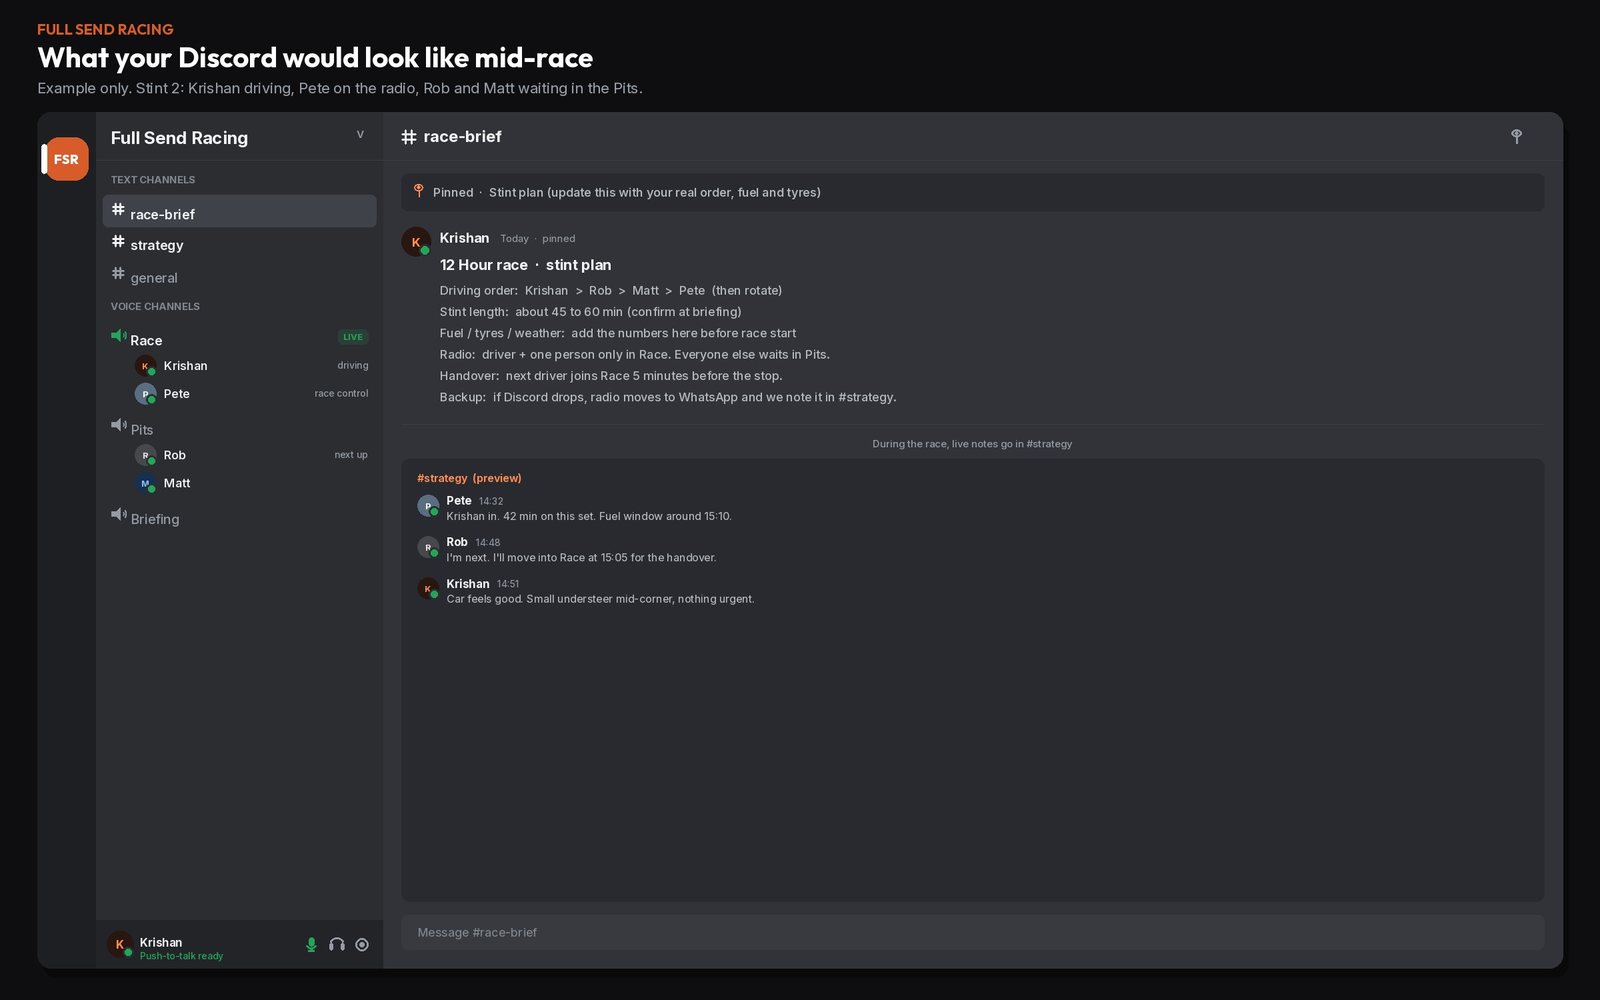 FULL SEND RACING
What your Discord would look like mid-race
Example only. Stint 2: Krishan driving, Pete on the radio, Rob and Matt waiting in the Pits.
FSR
Full Send Racing V
TEXT CHANNELS
# race-brief
# strategy
# general
VOICE CHANNELS
Race LIVE
K Krishan driving
P Pete race control
Pits
R Rob next up
M Matt
Briefing
K Krishan
Push-to-talk ready
# race-brief
Pinned · Stint plan (update this with your real order, fuel and tyres)
K Krishan Today · pinned
12 Hour race · stint plan
Driving order: Krishan > Rob > Matt > Pete (then rotate)
Stint length: about 45 to 60 min (confirm at briefing)
Fuel / tyres / weather: add the numbers here before race start
Radio: driver + one person only in Race. Everyone else waits in Pits.
Handover: next driver joins Race 5 minutes before the stop.
Backup: if Discord drops, radio moves to WhatsApp and we note it in #strategy.
During the race, live notes go in #strategy
#strategy (preview)
P Pete 14:32
Krishan in. 42 min on this set. Fuel window around 15:10.
R Rob 14:48
I'm next. I'll move into Race at 15:05 for the handover.
K Krishan 14:51
Car feels good. Small understeer mid-corner, nothing urgent.
Message #race-brief